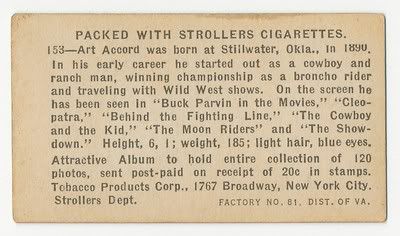 PACKED WITH STROLLERS CIGARETTES.
153—Art Accord was born at Stillwater, Okla., in 1890.
In his early career he started out as a cowboy and
ranch man, winning championship as a broncho rider
and traveling with Wild West shows. On the screen he
has been seen in "Buck Parvin in the Movies," "Cleo-
patra," "Behind the Fighting Line," "The Cowboy
and the Kid," "The Moon Riders" and "The Show-
down." Height, 6, 1; weight, 185; light hair, blue eyes.
Attractive Album to hold entire collection of 120
photos, sent post-paid on receipt of 20c in stamps.
Tobacco Products Corp., 1767 Broadway, New York City.
Strollers Dept. FACTORY NO. 81, DIST. OF VA.